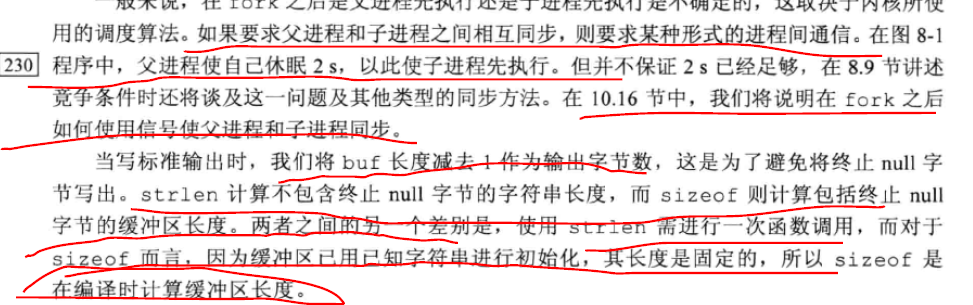 一般来说，在 fork 之后是父进程先执行还是子进程先执行是不确定的，这取决于内核所使
用的调度算法。如果要求父进程和子进程之间相互同步，则要求某种形式的进程间通信。在图 8-1
230 程序中，父进程使自己休眠 2 s，以此使子进程先执行。但并不保证 2 s 已经足够，在 8.9 节讲述
竞争条件时还将谈及这一问题及其他类型的同步方法。在 10.16 节中，我们将说明在 fork 之后
如何使用信号使父进程和子进程同步。
当写标准输出时，我们将 buf 长度减去 1 作为输出字节数，这是为了避免将终止 null 字
节写出。strlen 计算不包含终止 null 字节的字符串长度，而 sizeof 则计算包括终止 null
字节的缓冲区长度。两者之间的另一个差别是，使用 strlen 需进行一次函数调用，而对于
sizeof 而言，因为缓冲区已用已知字符串进行初始化，其长度是固定的，所以 sizeof 是
在编译时计算缓冲区长度。